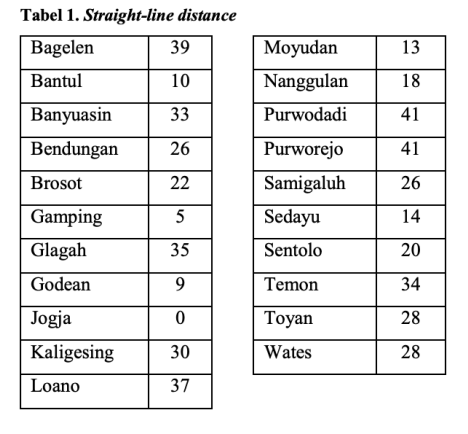 Tabel 1. Straight-line distance
Bagelen 39
Bantul 10
Banyuasin 33
Bendungan 26
Brosot 22
Gamping 5
Glagah 35
Godean 9
Jogja 0
Kaligesing 30
Loano 37
Moyudan 13
Nanggulan 18
Purwodadi 41
Purworejo 41
Samigaluh 26
Sedayu 14
Sentolo 20
Temon 34
Toyan 28
Wates 28